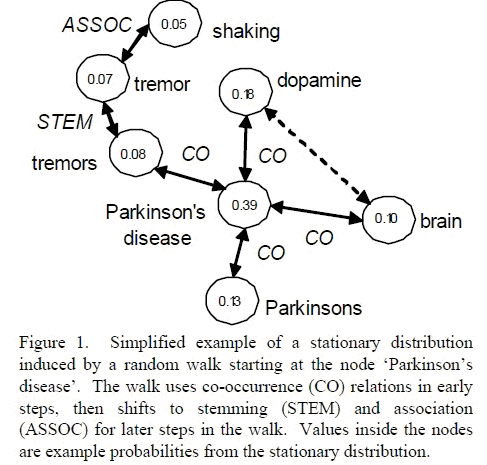 ASSOC
0.05
shaking
0.07
tremor
0.18
dopamine
STEM
tremors
0.08
CO
CO
Parkinson's
disease
0.39
0.10
brain
CO
CO
0.13
Parkinsons
Figure 1. Simplified example of a stationary distribution
induced by a random walk starting at the node ‘Parkinson’s
disease’. The walk uses co-occurrence (CO) relations in early
steps, then shifts to stemming (STEM) and association
(ASSOC) for later steps in the walk. Values inside the nodes
are example probabilities from the stationary distribution.